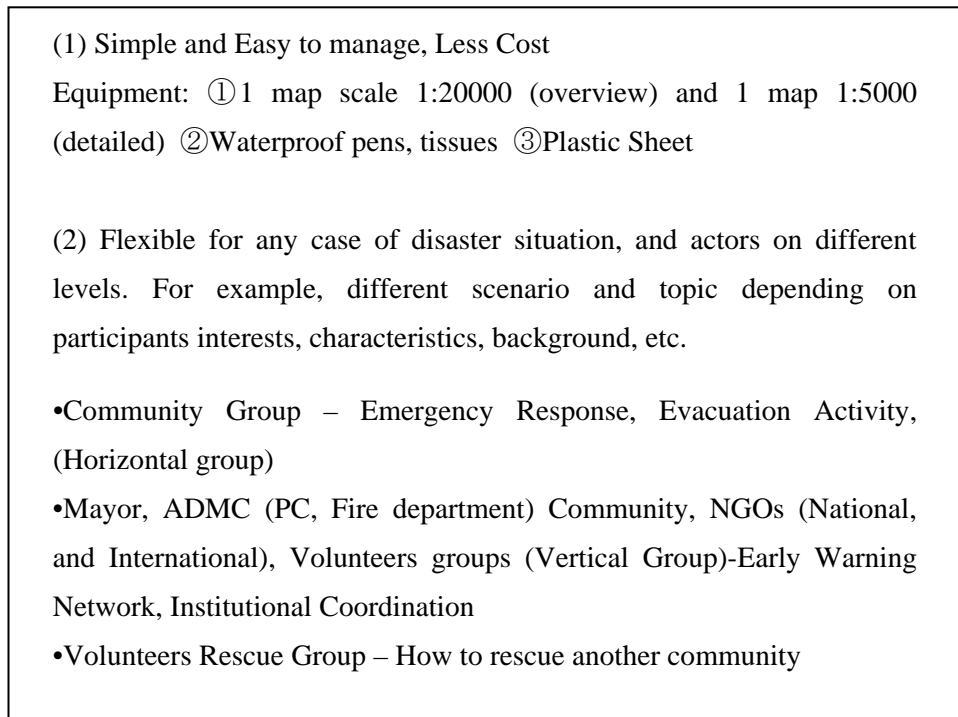 (1) Simple and Easy to manage, Less Cost
Equipment: ①1 map scale 1:20000 (overview) and 1 map 1:5000
(detailed) ②Waterproof pens, tissues ③Plastic Sheet
(2) Flexible for any case of disaster situation, and actors on different
levels. For example, different scenario and topic depending on
participants interests, characteristics, background, etc.
•Community Group – Emergency Response, Evacuation Activity,
(Horizontal group)
•Mayor, ADMC (PC, Fire department) Community, NGOs (National,
and International), Volunteers groups (Vertical Group)-Early Warning
Network, Institutional Coordination
•Volunteers Rescue Group – How to rescue another community